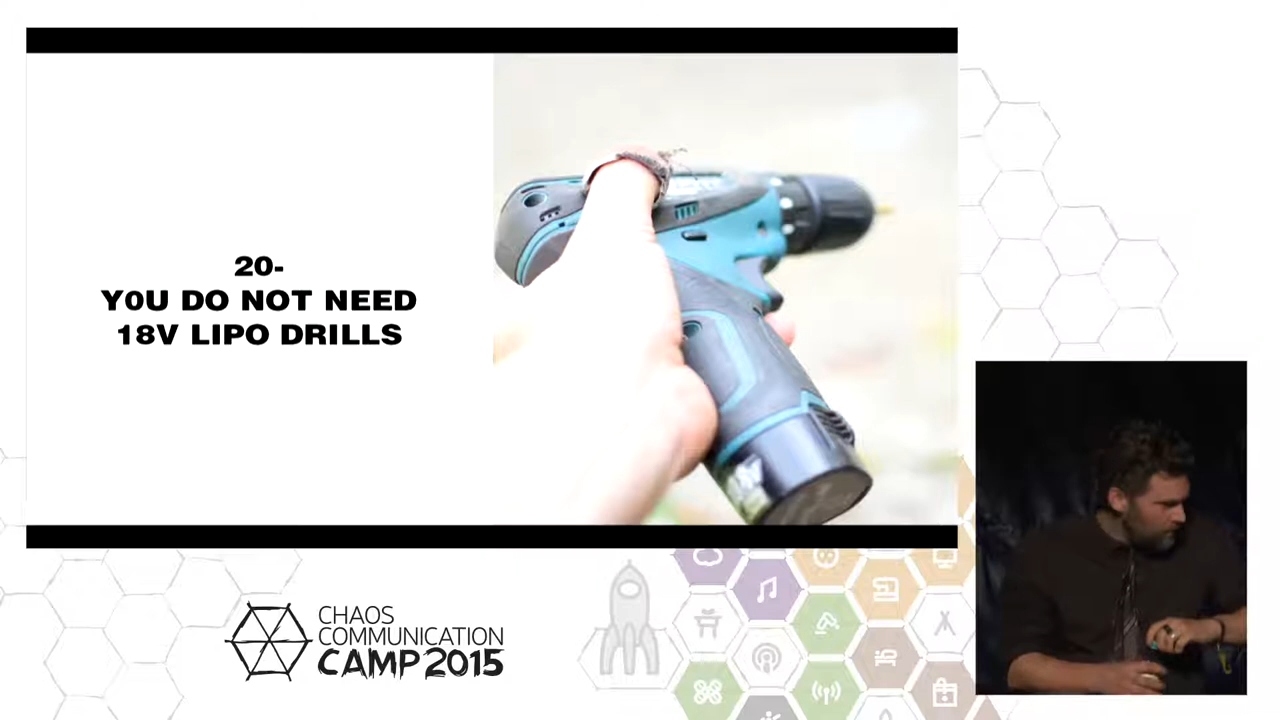 20-
Y0U DO NOT NEED
18V LIPO DRILLS
CHAOS
COMMUNICATION
CAMP 2015